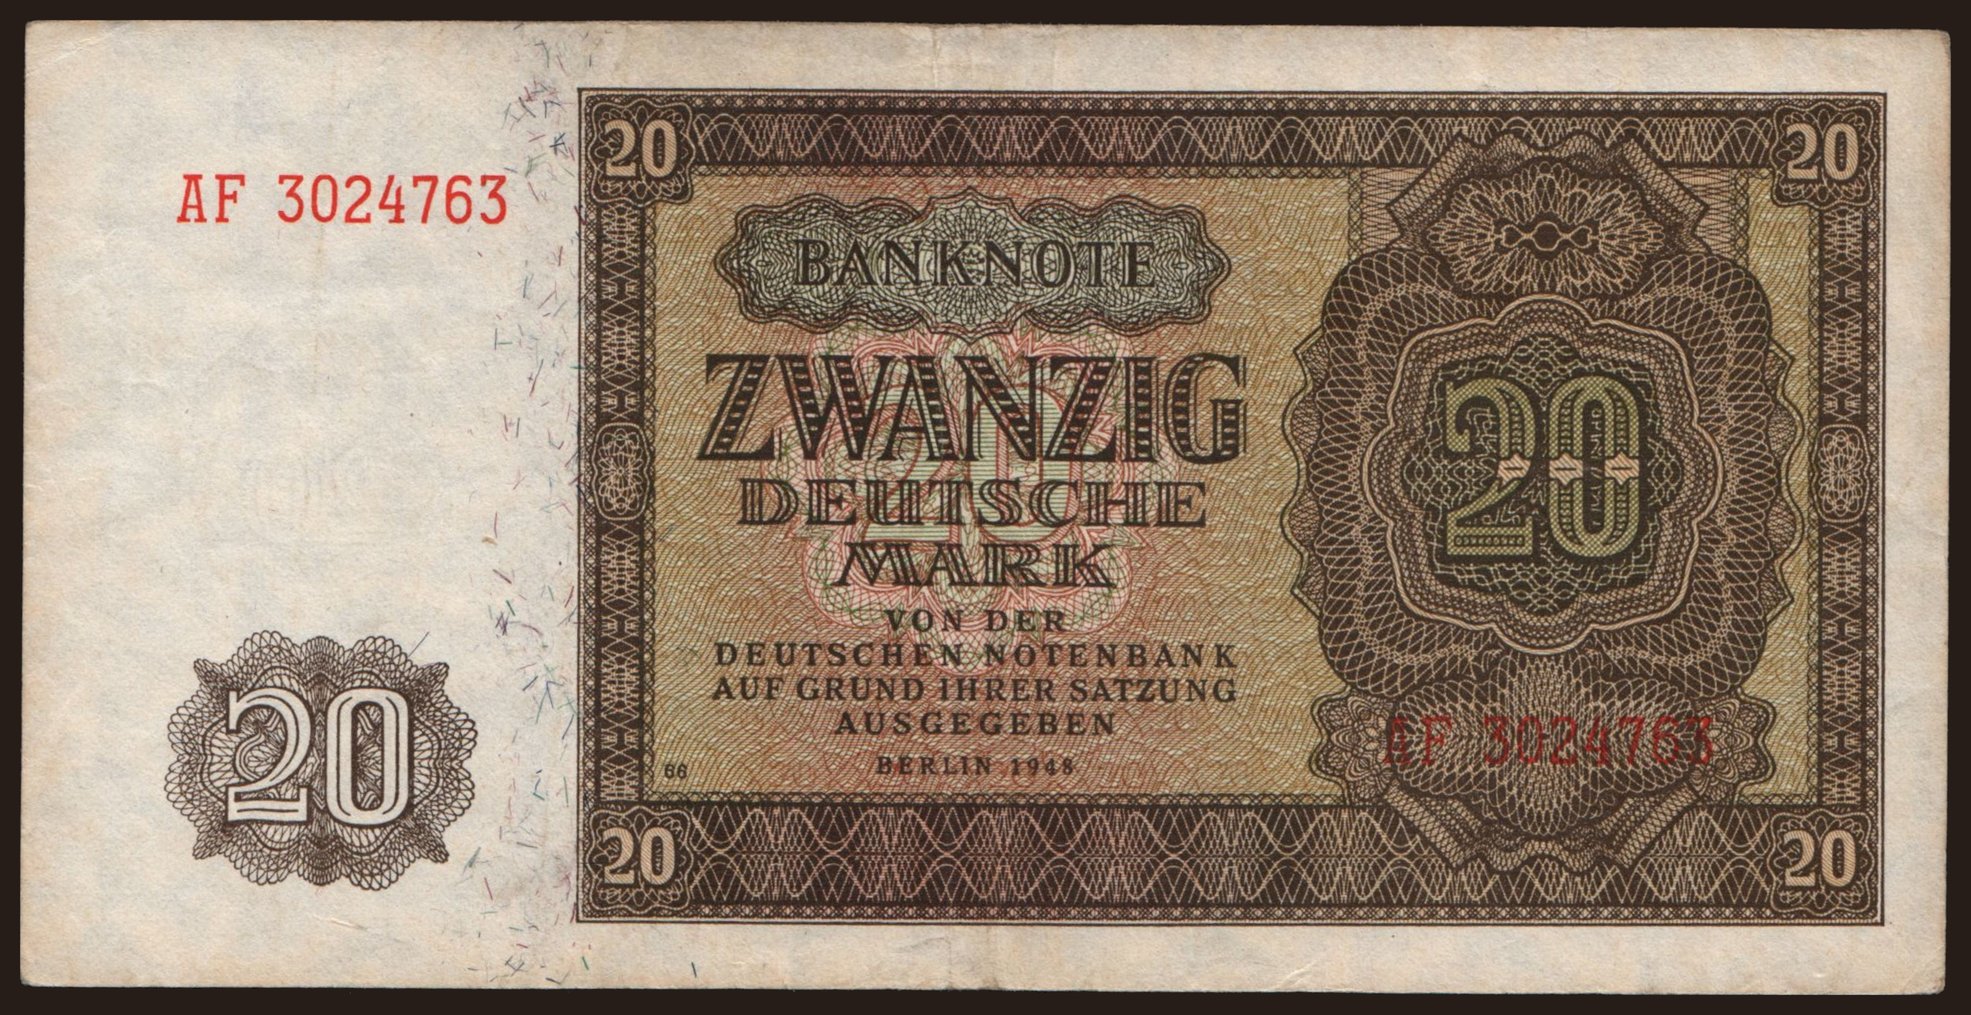 20
20
AF 3024763
BANKNOTE
ZWANZIG
20
20
DEUTSCHE
MARK
VON DER
DEUTSCHEN NOTENBANK
AUF GRUND IHRER SATZUNG
AUSGEGEBEN
AF 3024763
66
BERLIN 1948
20
20
20